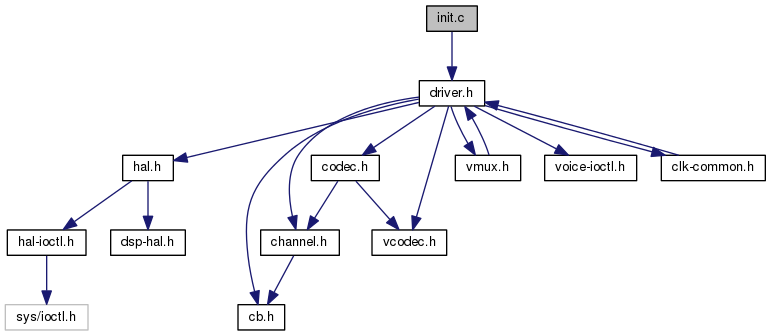 init.c
driver.h
hal.h
codec.h
vmux.h
voice-ioctl.h
clk-common.h
hal-ioctl.h
dsp-hal.h
channel.h
vcodec.h
sys/ioctl.h
cb.h